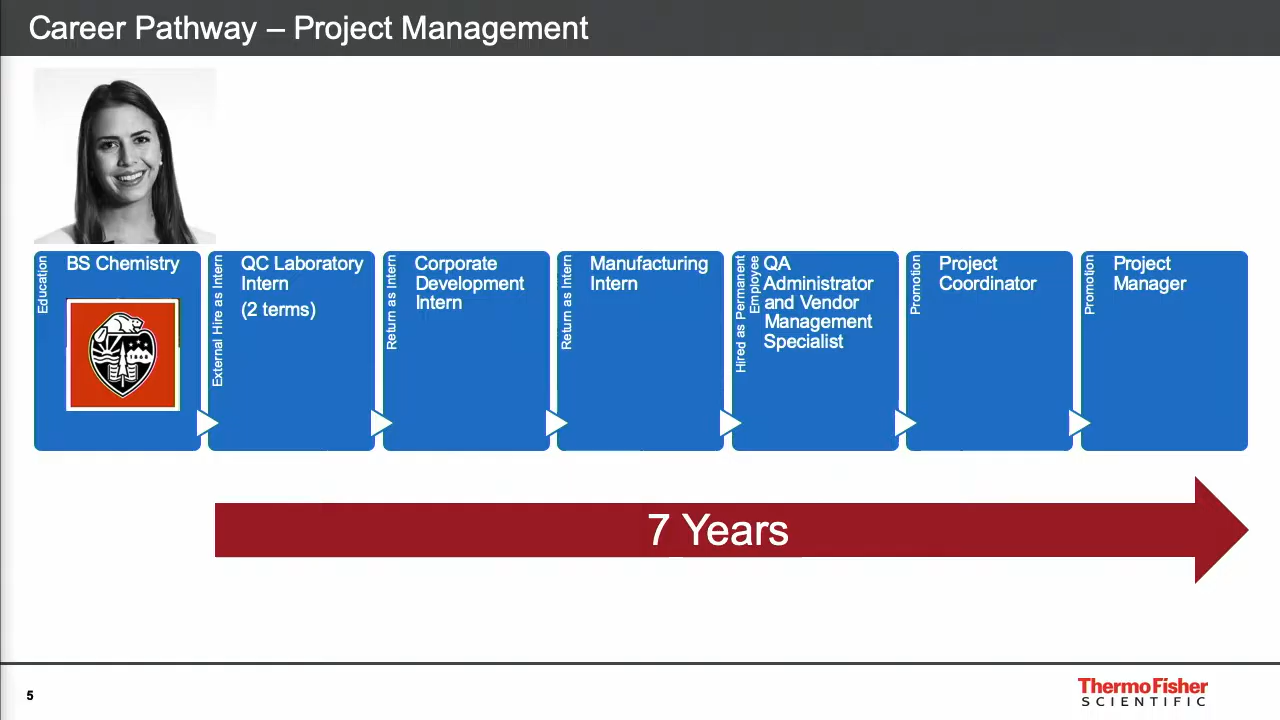 Career Pathway – Project Management
Education
BS Chemistry
External Hire as Intern
QC Laboratory
Intern
(2 terms)
Return as Intern
Corporate
Development
Intern
Return as Intern
Manufacturing
Intern
Hired as Permanent
Employee
QA
Administrator
and Vendor
Management
Specialist
Promotion
Project
Coordinator
Promotion
Project
Manager
7 Years
5
ThermoFisher
SCIENTIFIC